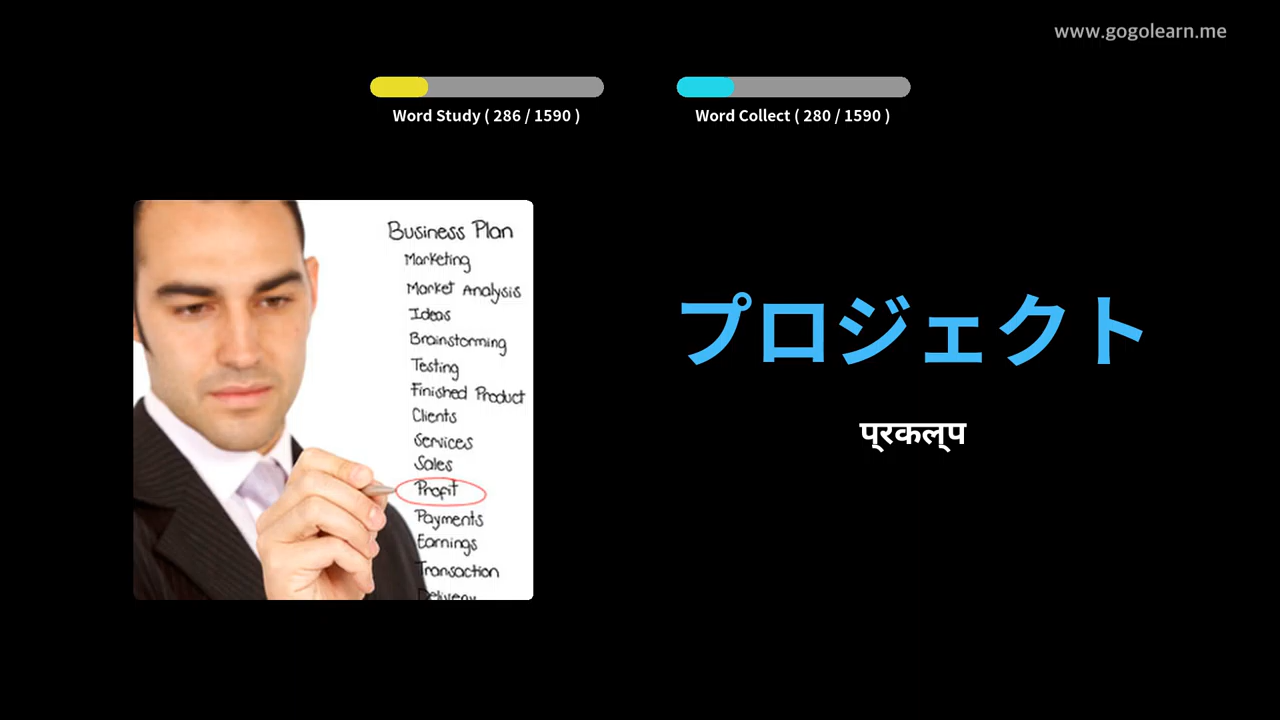 www.gogolearn.me
Word Study ( 286 / 1590 )
Word Collect ( 280 / 1590 )
Business Plan
Marketing
Market Analysis
Ideas
Brainstorming
Testing
Finished Product
Clients
Services
Sales
Profit
Payments
Earnings
Transaction
Delivery
プロジェクト
प्रकल्प